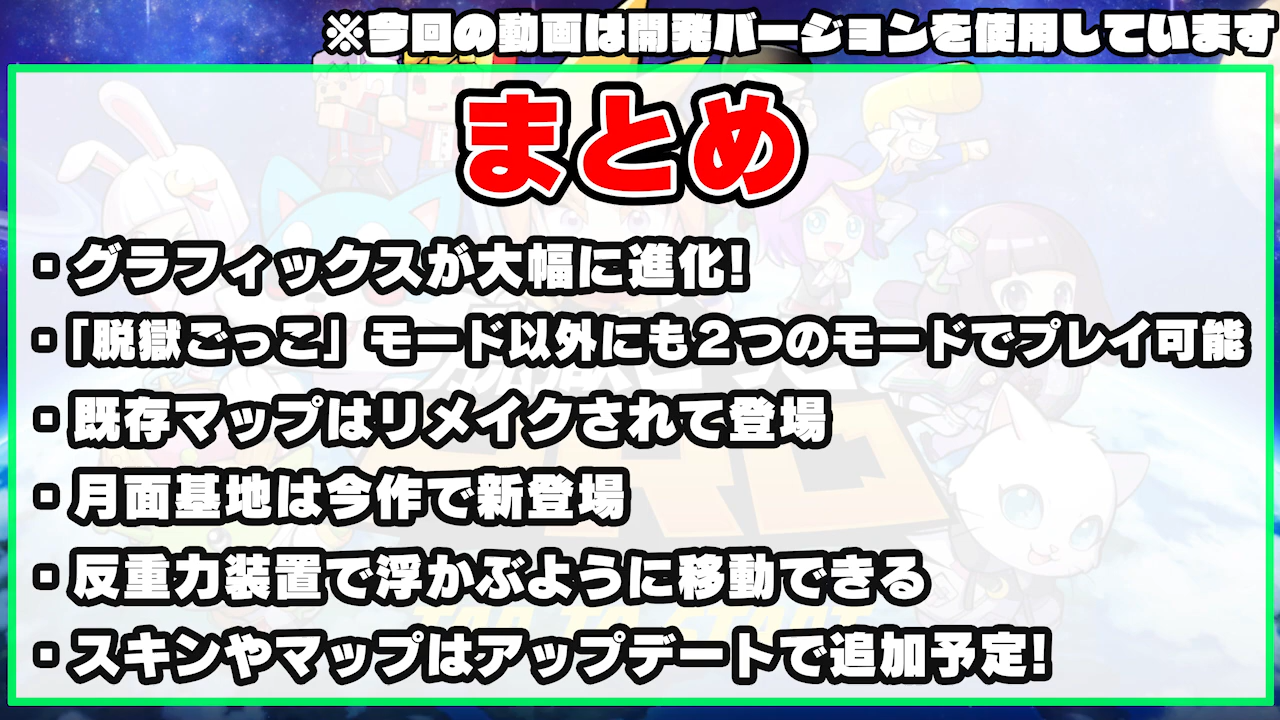 ※今回の動画は開発バージョンを使用しています
まとめ
・グラフィックスが大幅に進化!
・「脱獄ごっこ」モード以外にも２つのモードでプレイ可能
・既存マップはリメイクされて登場
・月面基地は今作で新登場
・反重力装置で浮かぶように移動できる
・スキンやマップはアップデートで追加予定!